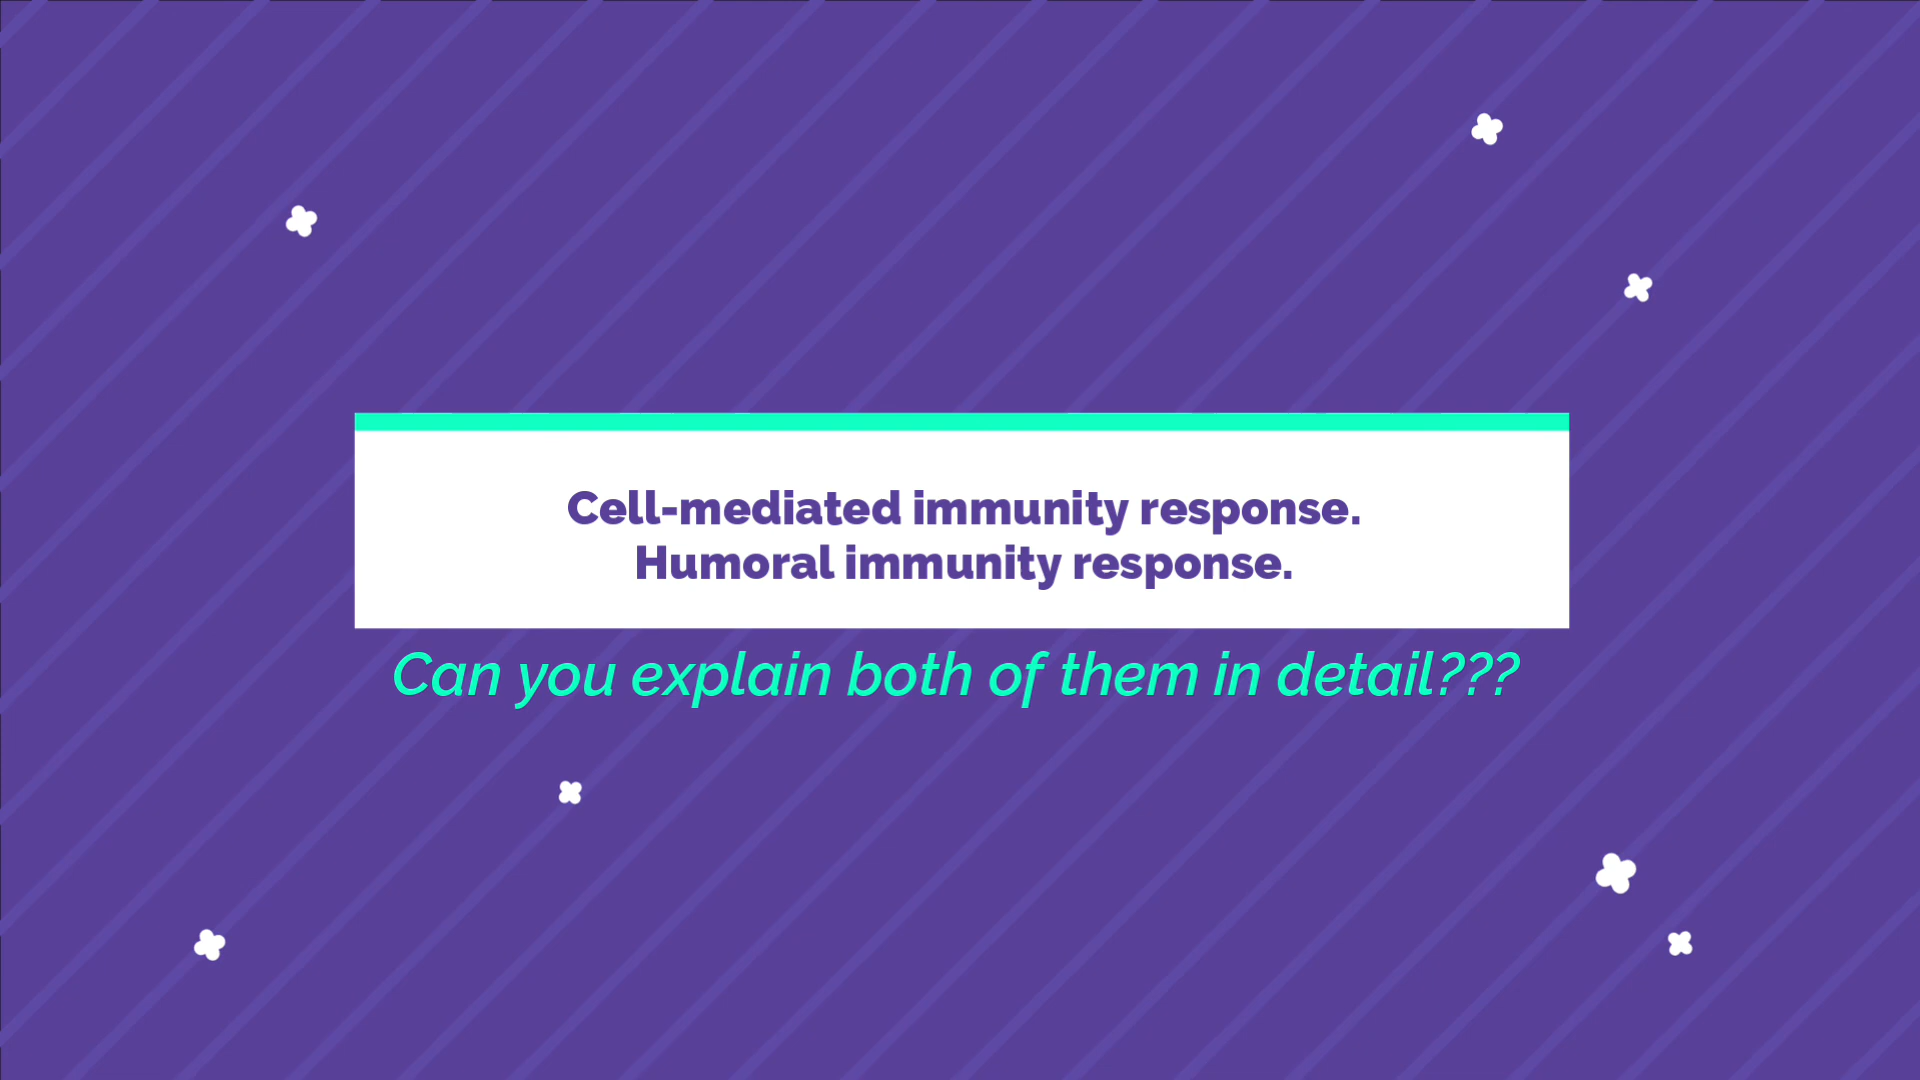 Cell-mediated immunity response.
Humoral immunity response.
Can you explain both of them in detail???